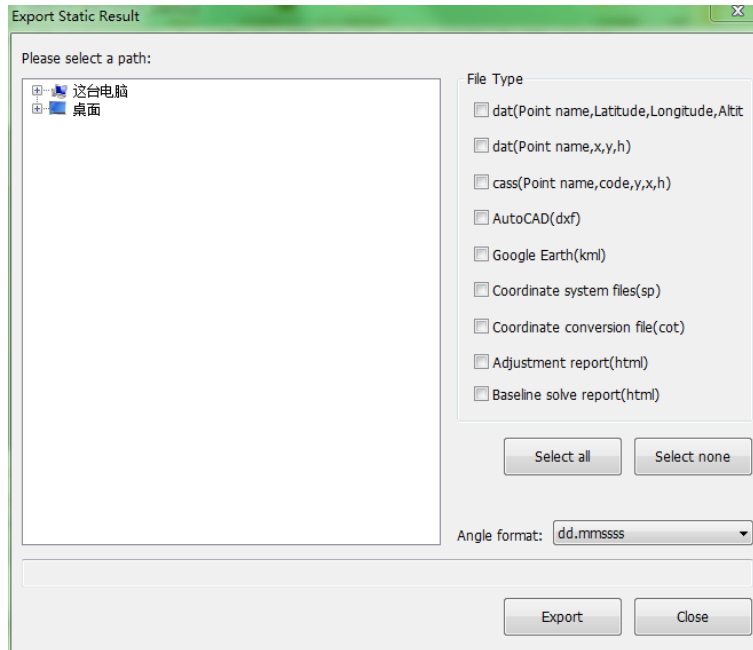 Export Static Result
Please select a path:
这台电脑
桌面
File Type
dat(Point name,Latitude,Longitude,Altit
dat(Point name,x,y,h)
cass(Point name,code,y,x,h)
AutoCAD(dxf)
Google Earth(kml)
Coordinate system files(sp)
Coordinate conversion file(cot)
Adjustment report(html)
Baseline solve report(html)
Select all Select none
Angle format: dd.mmssss
Export Close